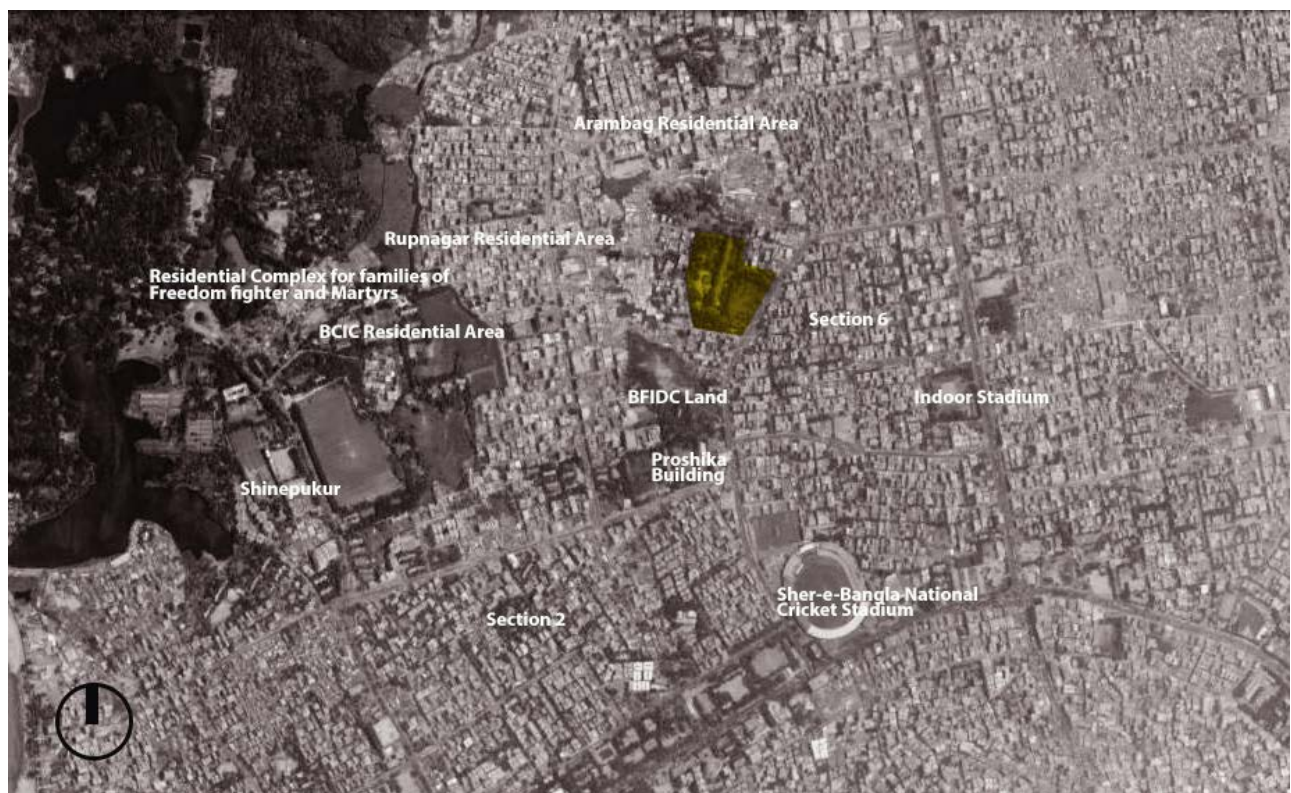 Arambag Residential Area
Rupnagar Residential Area
Residential Complex for families of
Freedom fighter and Martyrs
Section 6
BCIC Residential Area
BFIDC Land
Indoor Stadium
Proshika
Building
Shinepukur
Sher-e-Bangla National
Cricket Stadium
Section 2